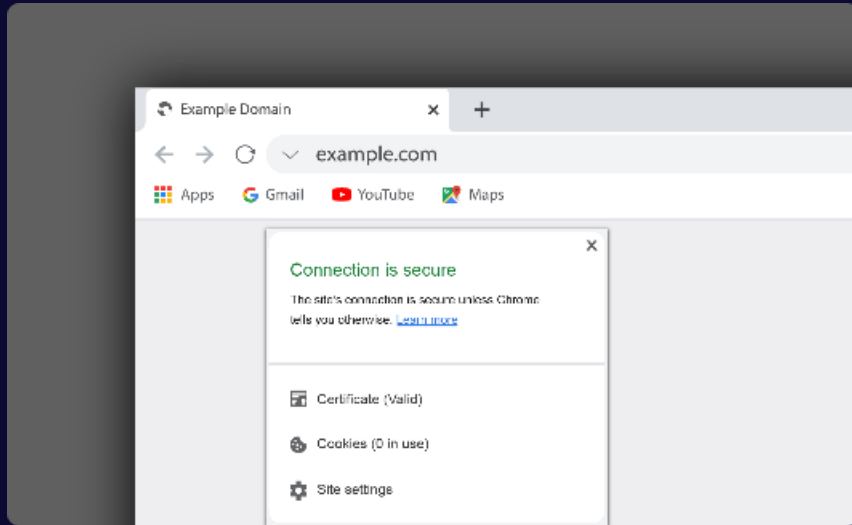 Example Domain
example.com
Apps Gmail YouTube Maps
Connection is secure
The site's connection is secure unless Chrome
tells you otherwise. Learn more
Certificate (Valid)
Cookies (0 in use)
Site settings